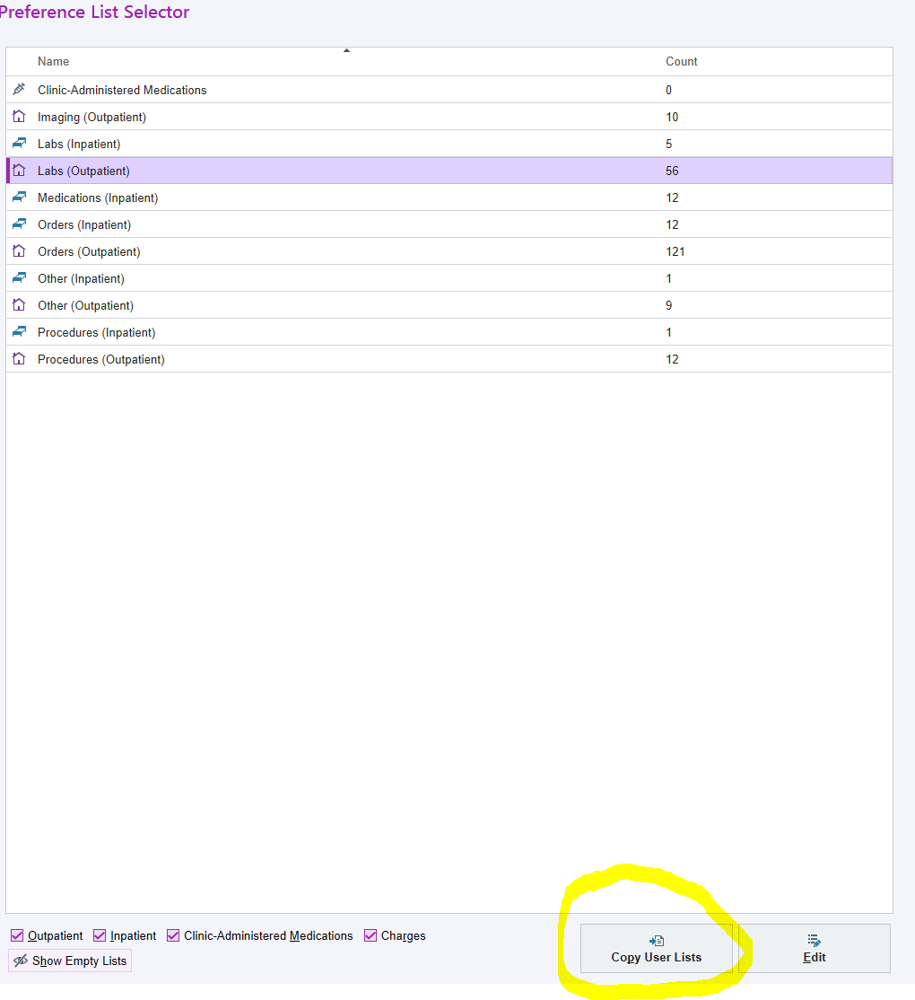 Preference List Selector
Name Count
Clinic-Administered Medications 0
Imaging (Outpatient) 10
Labs (Inpatient) 5
Labs (Outpatient) 56
Medications (Inpatient) 12
Orders (Inpatient) 12
Orders (Outpatient) 121
Other (Inpatient) 1
Other (Outpatient) 9
Procedures (Inpatient) 1
Procedures (Outpatient) 12
Outpatient Inpatient Clinic-Administered Medications Charges
Show Empty Lists
Copy User Lists
Edit